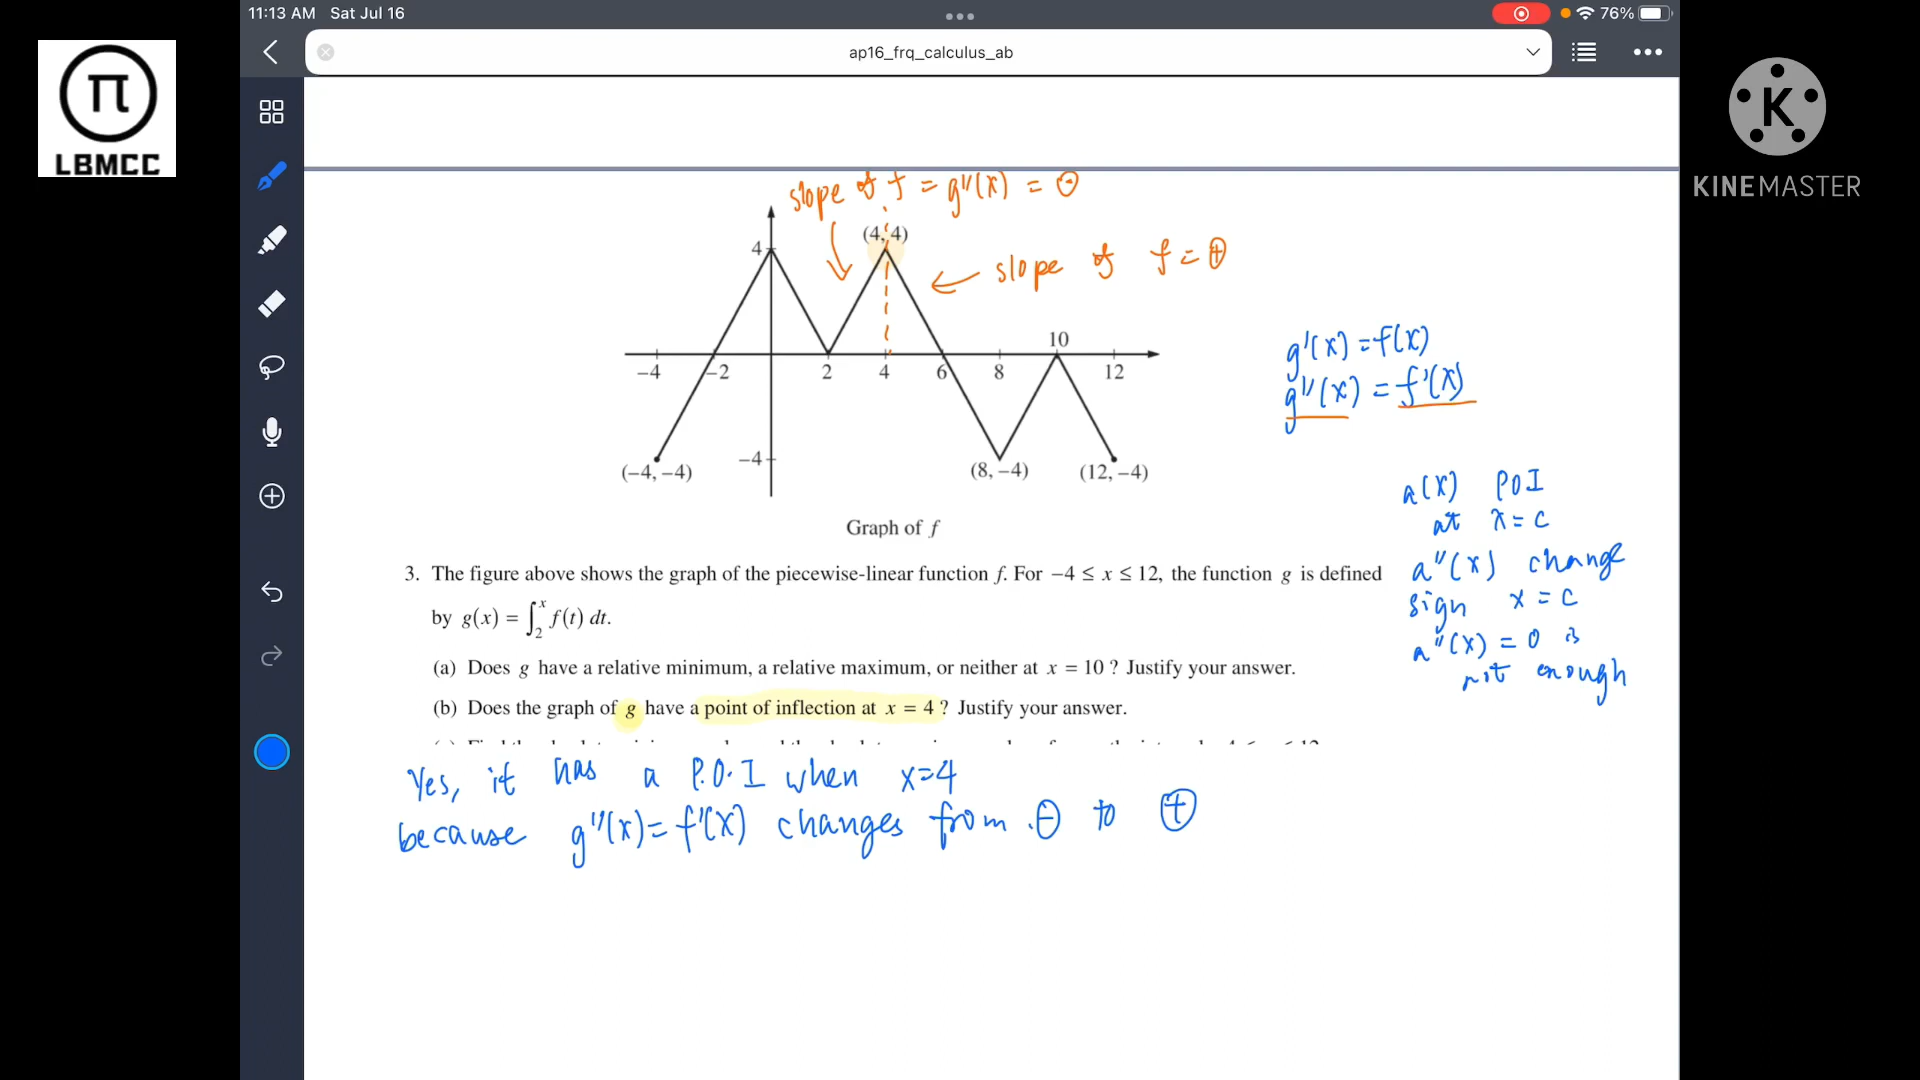 11:13 AM Sat Jul 16
76%
ap16_frq_calculus_ab
π
LBMCC
K
KINEMASTER
slope of f = g''(x) = ⊖
(4, 4)
4
slope of f = ⊕
10
−4 −2 2 4 6 8 12
−4
(−4, −4) (8, −4) (12, −4)
Graph of f
g'(x) = f(x)
g''(x) = f'(x)
a(x) POI
at x = c
a''(x) change
sign x = c
a''(x) = 0 is
not enough
3. The figure above shows the graph of the piecewise-linear function f. For −4 ≤ x ≤ 12, the function g is defined
by g(x) = ∫₂ˣ f(t) dt.
(a) Does g have a relative minimum, a relative maximum, or neither at x = 10 ? Justify your answer.
(b) Does the graph of g have a point of inflection at x = 4 ? Justify your answer.
Yes, it has a P.O.I when x=4
because g''(x) = f'(x) changes from ⊖ to ⊕